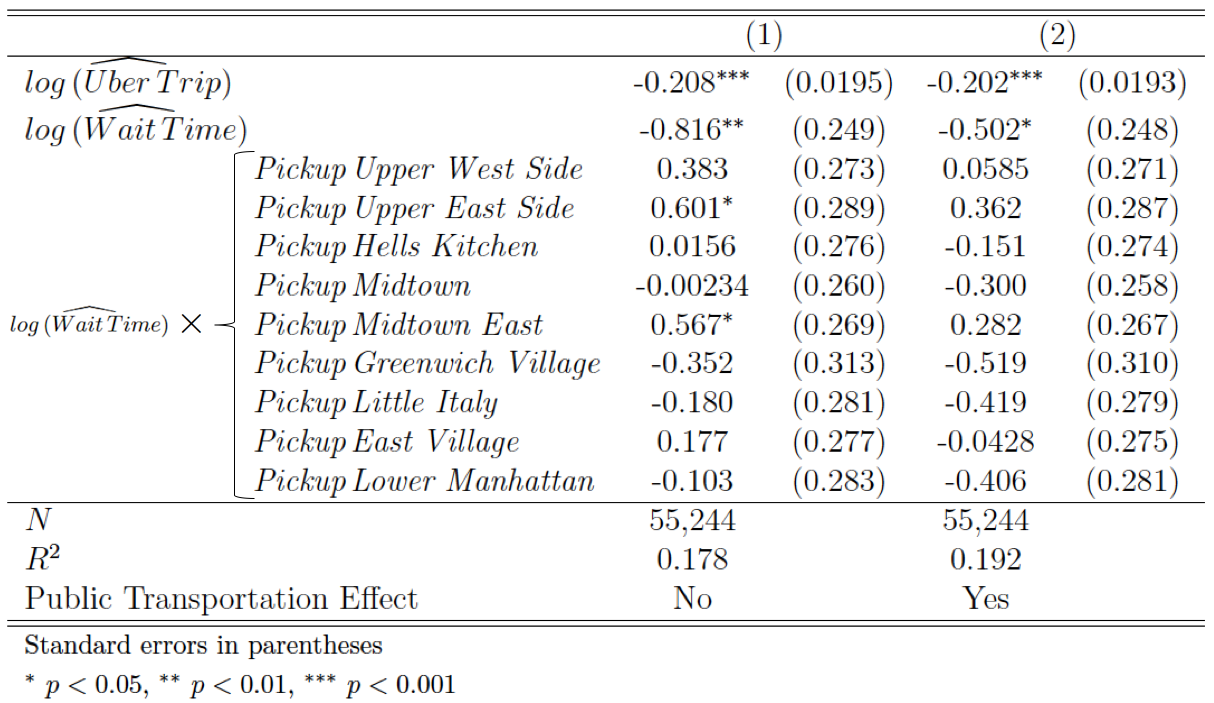 (1) (2)
log (Uber Trip) -0.208*** (0.0195) -0.202*** (0.0193)
log (Wait Time) -0.816** (0.249) -0.502* (0.248)
Pickup Upper West Side 0.383 (0.273) 0.0585 (0.271)
Pickup Upper East Side 0.601* (0.289) 0.362 (0.287)
Pickup Hells Kitchen 0.0156 (0.276) -0.151 (0.274)
Pickup Midtown -0.00234 (0.260) -0.300 (0.258)
log (Wait Time) × Pickup Midtown East 0.567* (0.269) 0.282 (0.267)
Pickup Greenwich Village -0.352 (0.313) -0.519 (0.310)
Pickup Little Italy -0.180 (0.281) -0.419 (0.279)
Pickup East Village 0.177 (0.277) -0.0428 (0.275)
Pickup Lower Manhattan -0.103 (0.283) -0.406 (0.281)
N 55,244 55,244
R² 0.178 0.192
Public Transportation Effect No Yes
Standard errors in parentheses
* p < 0.05, ** p < 0.01, *** p < 0.001